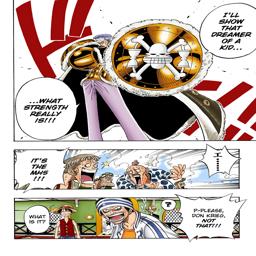 I'LL
SHOW THAT
DREAMER
OF A
KID...
...WHAT
STRENGTH
REALLY
IS!!!
I...
IT'S
THE
MH5
!!!
P-PLEASE,
DON KRIEG,
NOT
THAT!!!
WHAT
IS IT?